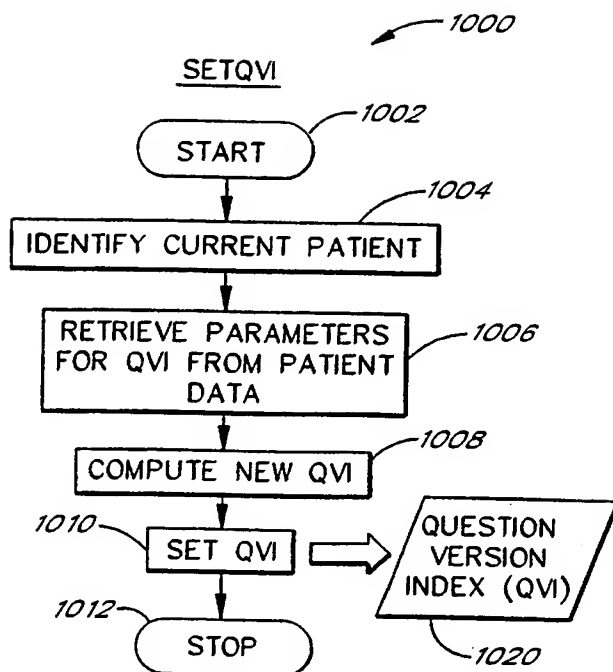 1000
SETQVI
1002
START
1004
IDENTIFY CURRENT PATIENT
1006
RETRIEVE PARAMETERS
FOR QVI FROM PATIENT
DATA
1008
COMPUTE NEW QVI
1010
SET QVI
QUESTION
VERSION
INDEX (QVI)
1012
STOP
1020